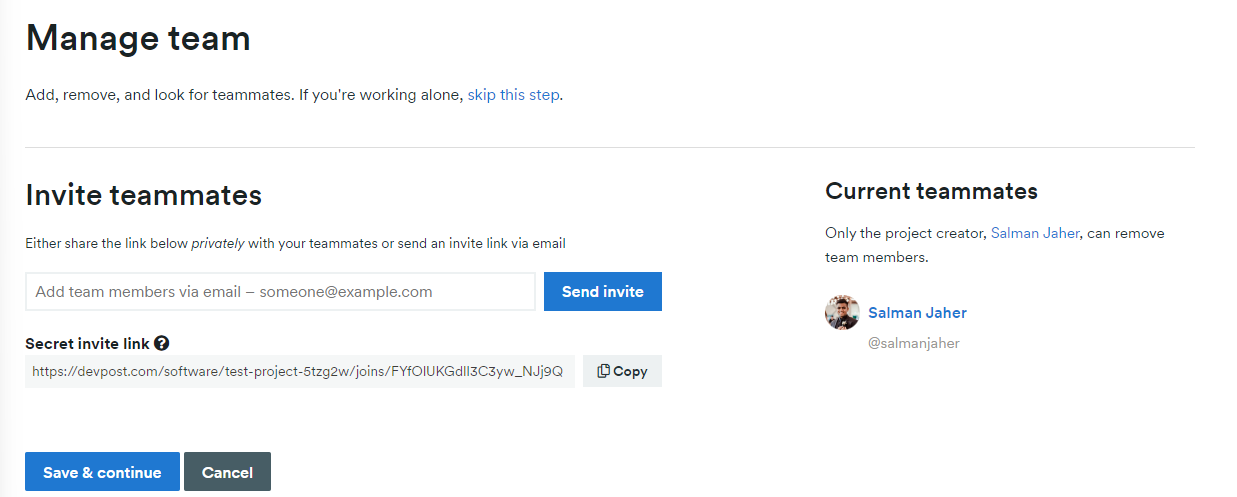 Manage team
Add, remove, and look for teammates. If you're working alone, skip this step.
Invite teammates
Either share the link below privately with your teammates or send an invite link via email
Add team members via email – someone@example.com
Send invite
Secret invite link ?
https://devpost.com/software/test-project-5tzg2w/joins/FYfOlUKGdlI3C3yw_NJj9Q
Copy
Save & continue
Cancel
Current teammates
Only the project creator, Salman Jaher, can remove
team members.
Salman Jaher
@salmanjaher